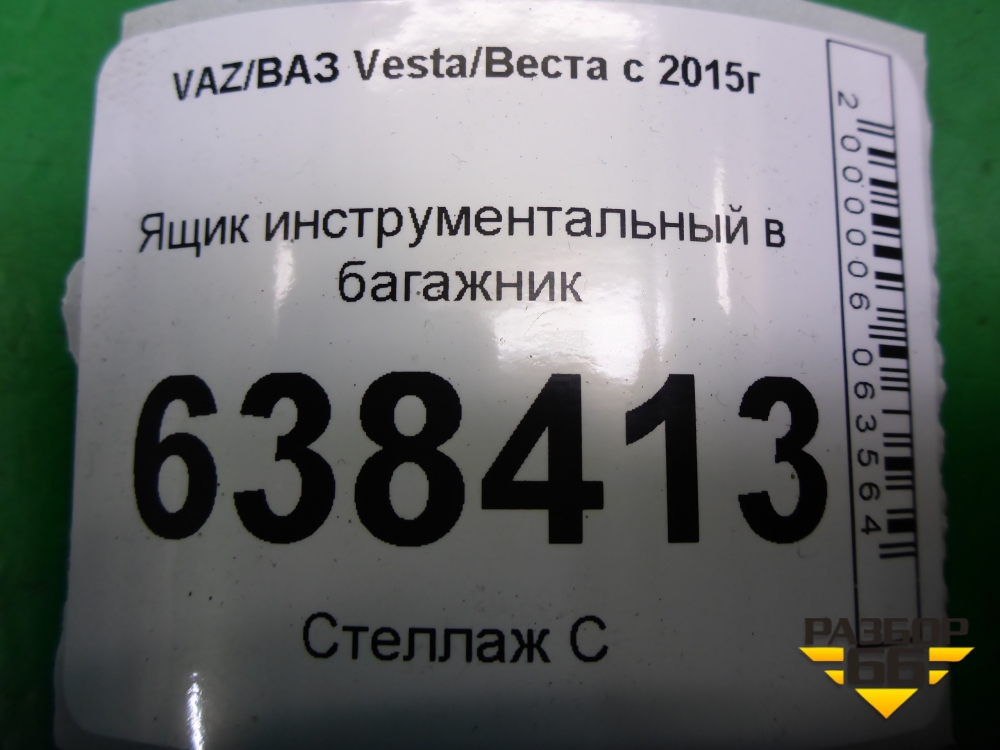 VAZ/ВАЗ Vesta/Веста с 2015г
Ящик инструментальный в
багажник
638413
Стеллаж С
2000006063564
РАЗБОР
66